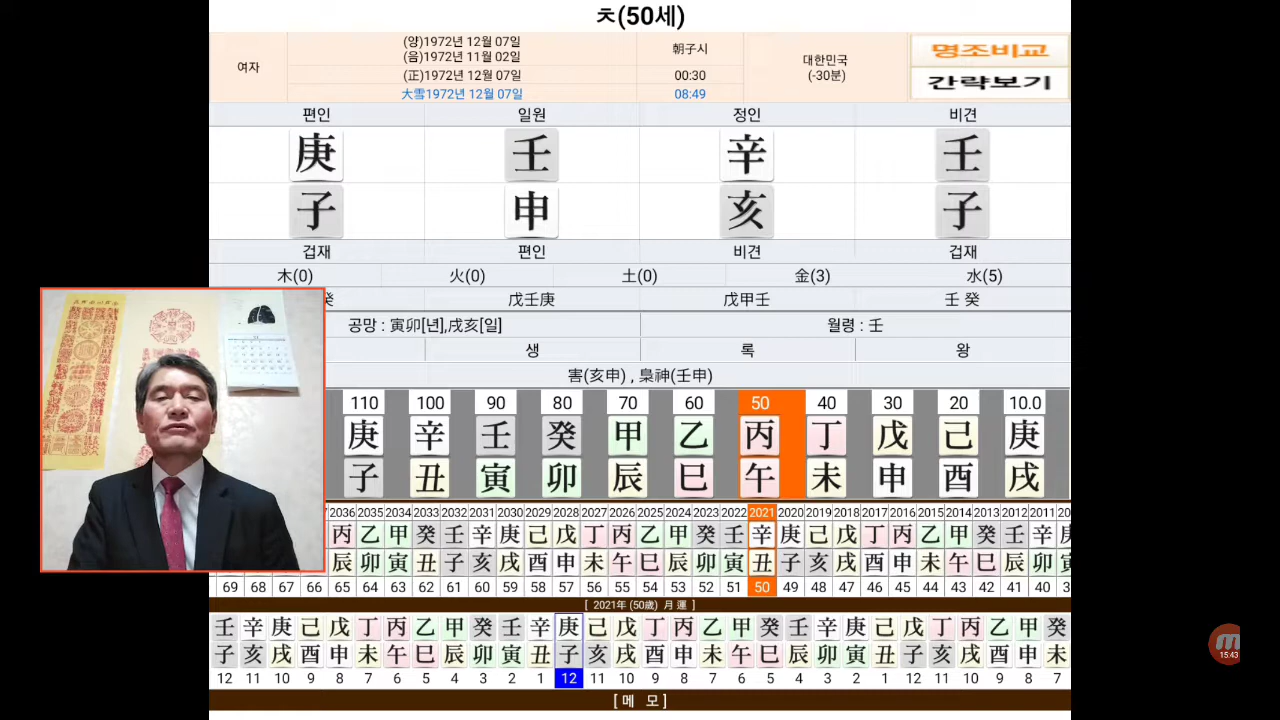 ㅊ(50세)
여자
(양)1972년 12월 07일
(음)1972년 11월 02일
(正)1972년 12월 07일
大雪1972년 12월 07일
朝子시
00:30
08:49
대한민국
(-30분)
명조비교
간략보기
편인 일원 정인 비견
庚 壬 辛 壬
子 申 亥 子
겁재 편인 비견 겁재
木(0) 火(0) 土(0) 金(3) 水(5)
癸 戊壬庚 戊甲壬 壬 癸
공망 : 寅卯[년],戌亥[일] 월령 : 壬
생 록 왕
害(亥申) , 梟神(壬申)
110 100 90 80 70 60 50 40 30 20 10.0
庚 辛 壬 癸 甲 乙 丙 丁 戊 己 庚
子 丑 寅 卯 辰 巳 午 未 申 酉 戌
2036 2035 2034 2033 2032 2031 2030 2029 2028 2027 2026 2025 2024 2023 2022 2021 2020 2019 2018 2017 2016 2015 2014 2013 2012 2011
丙 乙 甲 癸 壬 辛 庚 己 戊 丁 丙 乙 甲 癸 壬 辛 庚 己 戊 丁 丙 乙 甲 癸 壬 辛 庚
辰 卯 寅 丑 子 亥 戌 酉 申 未 午 巳 辰 卯 寅 丑 子 亥 戌 酉 申 未 午 巳 辰 卯 寅
69 68 67 66 65 64 63 62 61 60 59 58 57 56 55 54 53 52 51 50 49 48 47 46 45 44 43 42 41 40
[ 2021年 (50歲) 月 運 ]
壬 辛 庚 己 戊 丁 丙 乙 甲 癸 壬 辛 庚 己 戊 丁 丙 乙 甲 癸 壬 辛 庚 己 戊 丁 丙 乙 甲 癸
子 亥 戌 酉 申 未 午 巳 辰 卯 寅 丑 子 亥 戌 酉 申 未 午 巳 辰 卯 寅 丑 子 亥 戌 酉 申 未
12 11 10 9 8 7 6 5 4 3 2 1 12 11 10 9 8 7 6 5 4 3 2 1 12 11 10 9 8 7
[ 메 모 ]
15:43